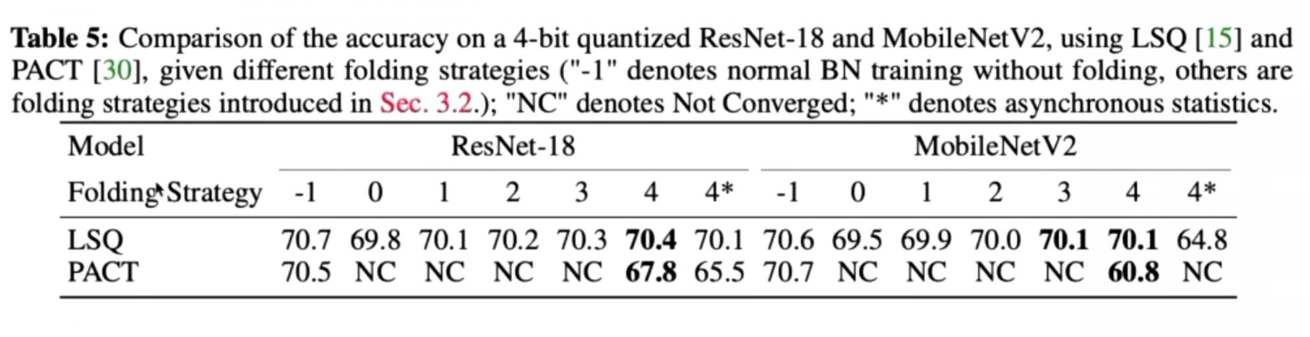 Table 5: Comparison of the accuracy on a 4-bit quantized ResNet-18 and MobileNetV2, using LSQ [15] and
PACT [30], given different folding strategies ("-1" denotes normal BN training without folding, others are
folding strategies introduced in Sec. 3.2.); "NC" denotes Not Converged; "*" denotes asynchronous statistics.
Model ResNet-18 MobileNetV2
Folding Strategy -1 0 1 2 3 4 4* -1 0 1 2 3 4 4*
LSQ 70.7 69.8 70.1 70.2 70.3 70.4 70.1 70.6 69.5 69.9 70.0 70.1 70.1 64.8
PACT 70.5 NC NC NC NC 67.8 65.5 70.7 NC NC NC NC 60.8 NC